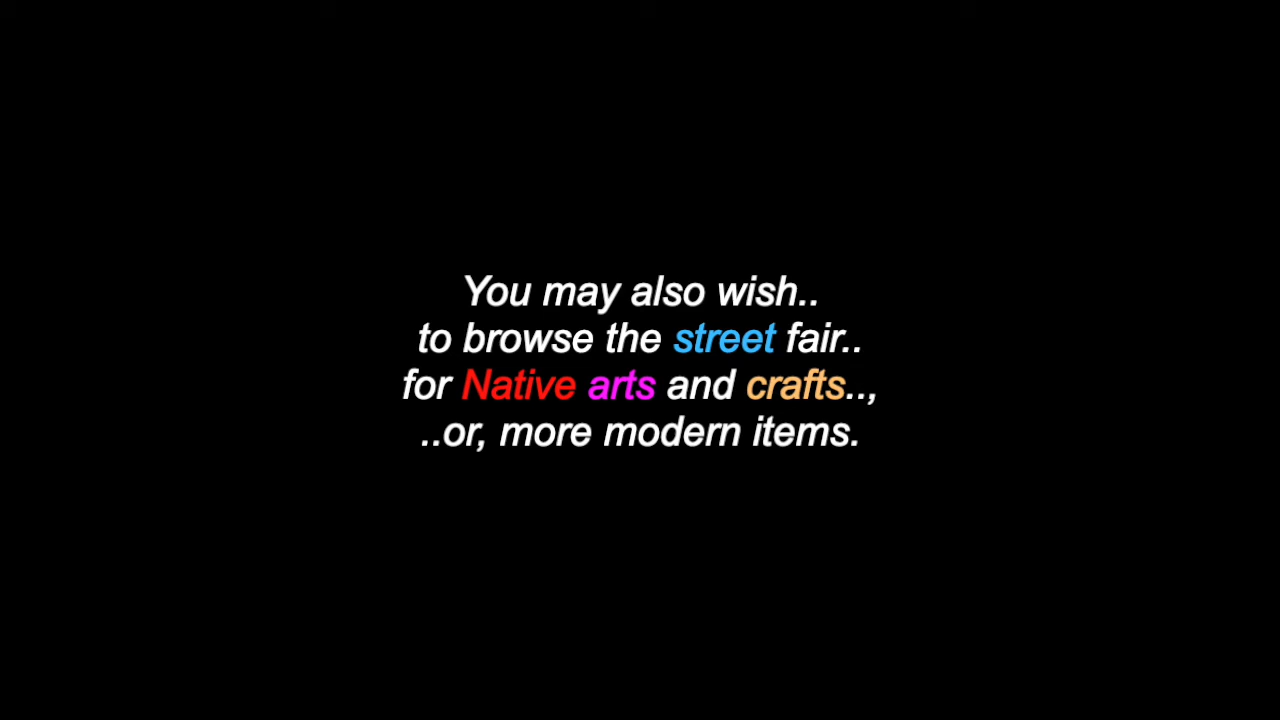 You may also wish..
to browse the street fair..
for Native arts and crafts..,
..or, more modern items.